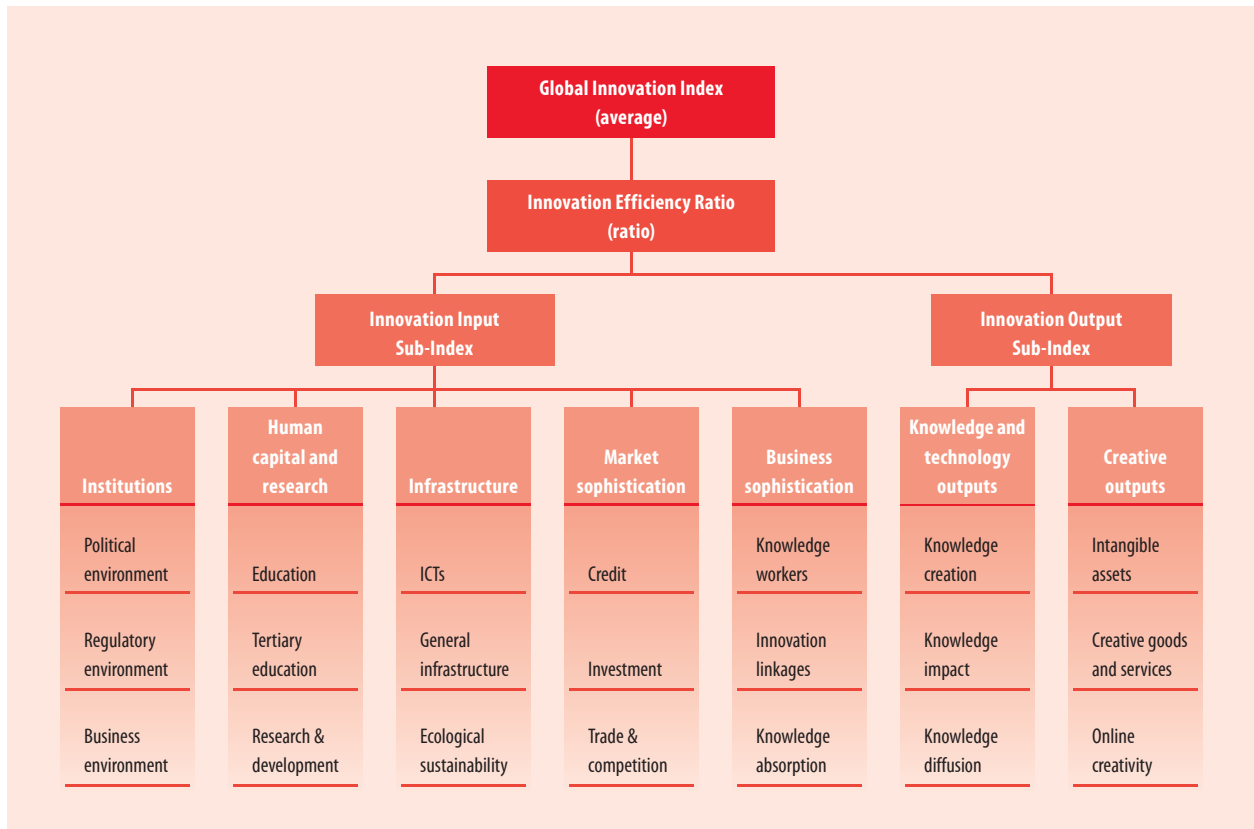 Global Innovation Index
(average)
Innovation Efficiency Ratio
(ratio)
Innovation Input
Sub-Index
Innovation Output
Sub-Index
Institutions
Human
capital and
research
Infrastructure
Market
sophistication
Business
sophistication
Knowledge and
technology
outputs
Creative
outputs
Political
environment
Education
ICTs
Credit
Knowledge
workers
Knowledge
creation
Intangible
assets
Regulatory
environment
Tertiary
education
General
infrastructure
Investment
Innovation
linkages
Knowledge
impact
Creative goods
and services
Business
environment
Research &
development
Ecological
sustainability
Trade &
competition
Knowledge
absorption
Knowledge
diffusion
Online
creativity